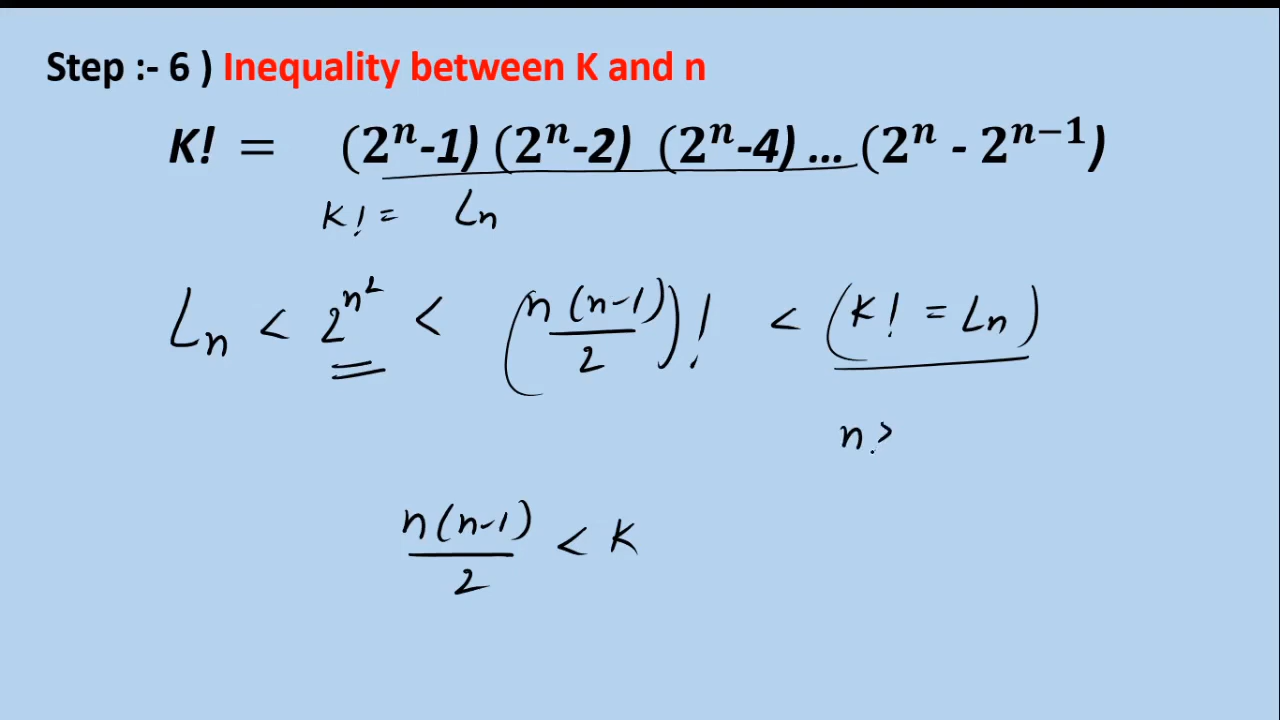 Step :- 6 ) Inequality between K and n
K! = (2ⁿ-1) (2ⁿ-2) (2ⁿ-4) ... (2ⁿ - 2ⁿ⁻¹)
K! = Ln
Ln < 2^n² < (n(n-1)/2)! < (K! = Ln)
n >
n(n-1)/2 < K